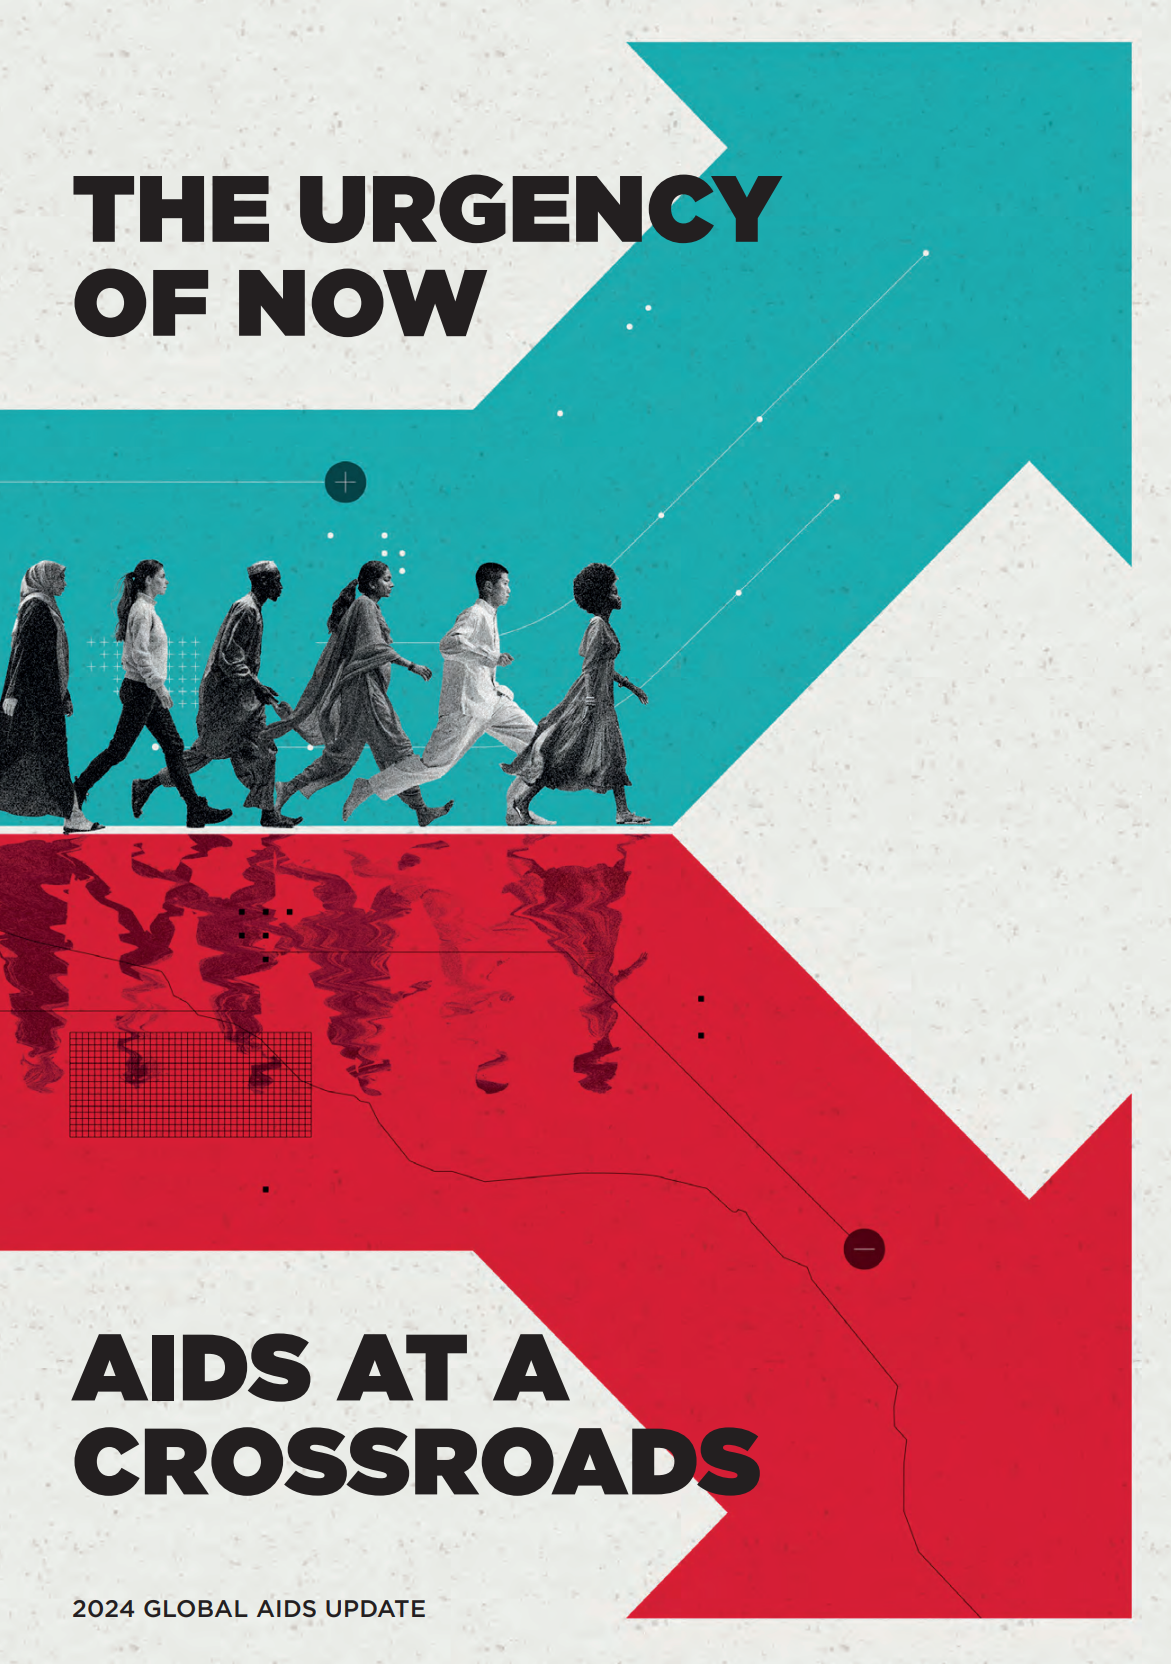 THE URGENCY
OF NOW
AIDS AT A
CROSSROADS
2024 GLOBAL AIDS UPDATE